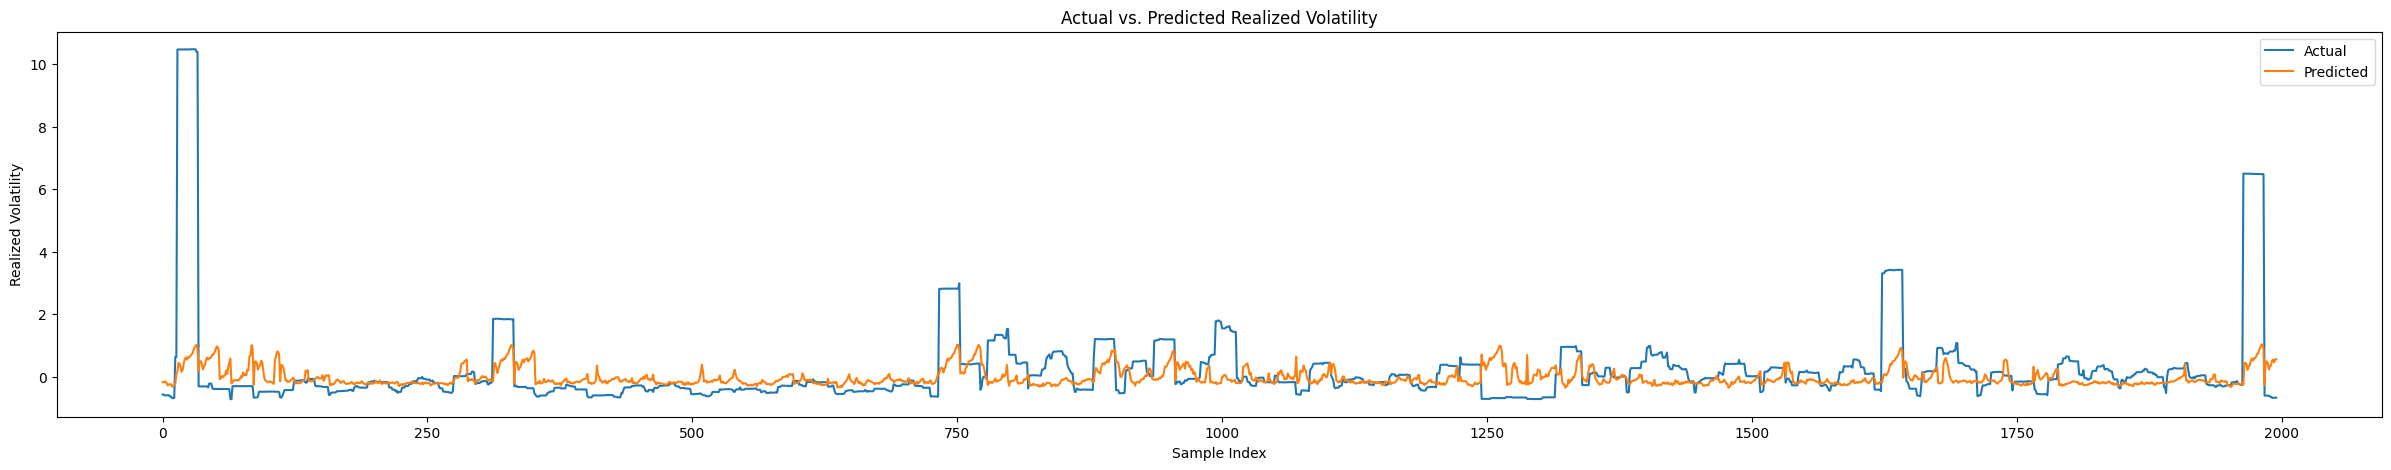 Actual vs. Predicted Realized Volatility
Actual
Predicted
10
8
6
4
2
0
Realized Volatility
0 250 500 750 1000 1250 1500 1750 2000
Sample Index